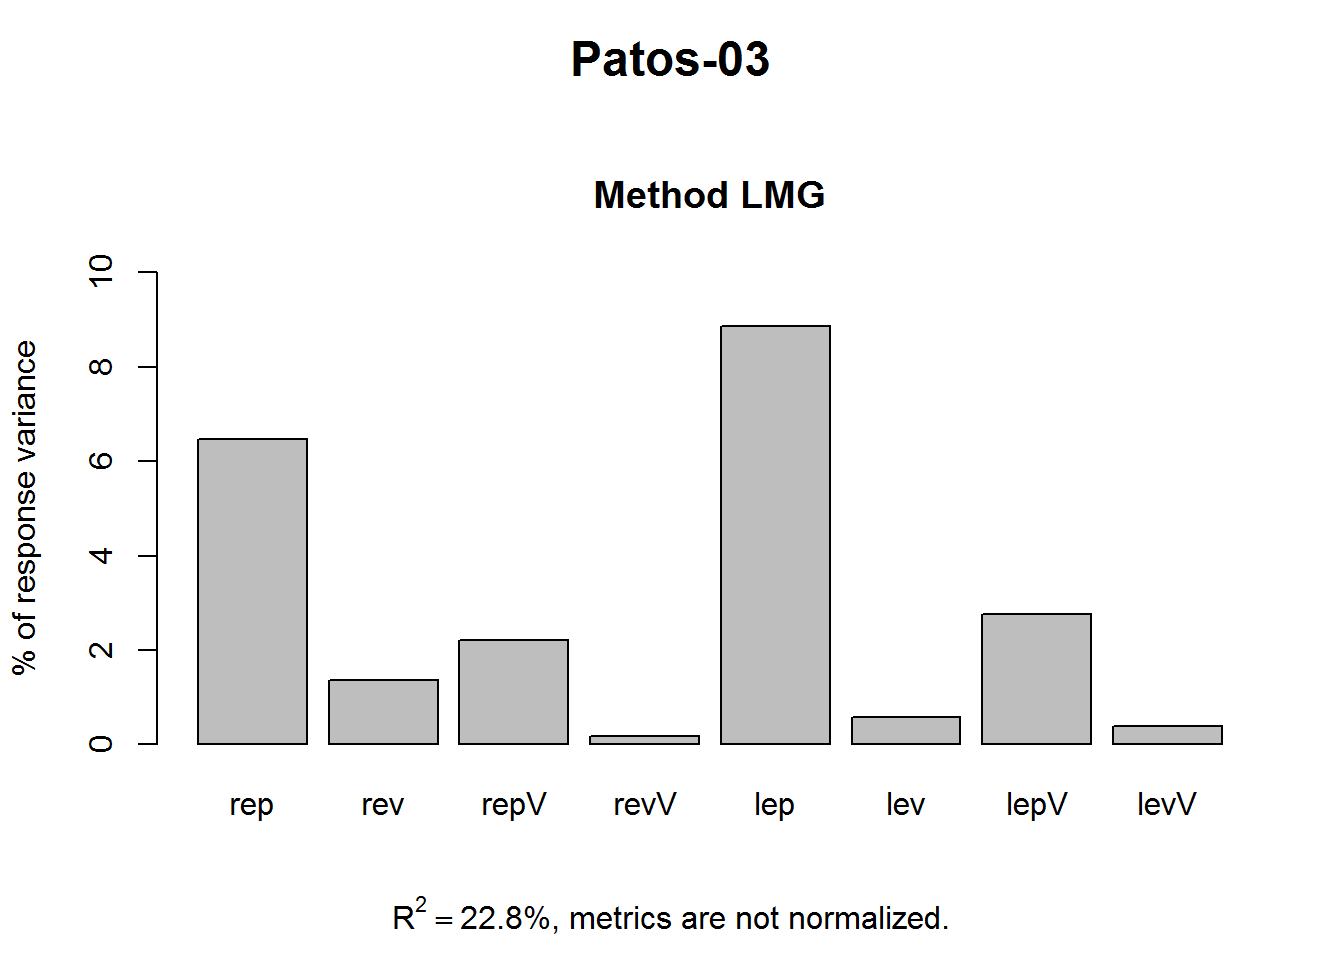 Patos-03
Method LMG
% of response variance
10
8
6
4
2
0
rep rev repV revV lep lev lepV levV
R² = 22.8%, metrics are not normalized.